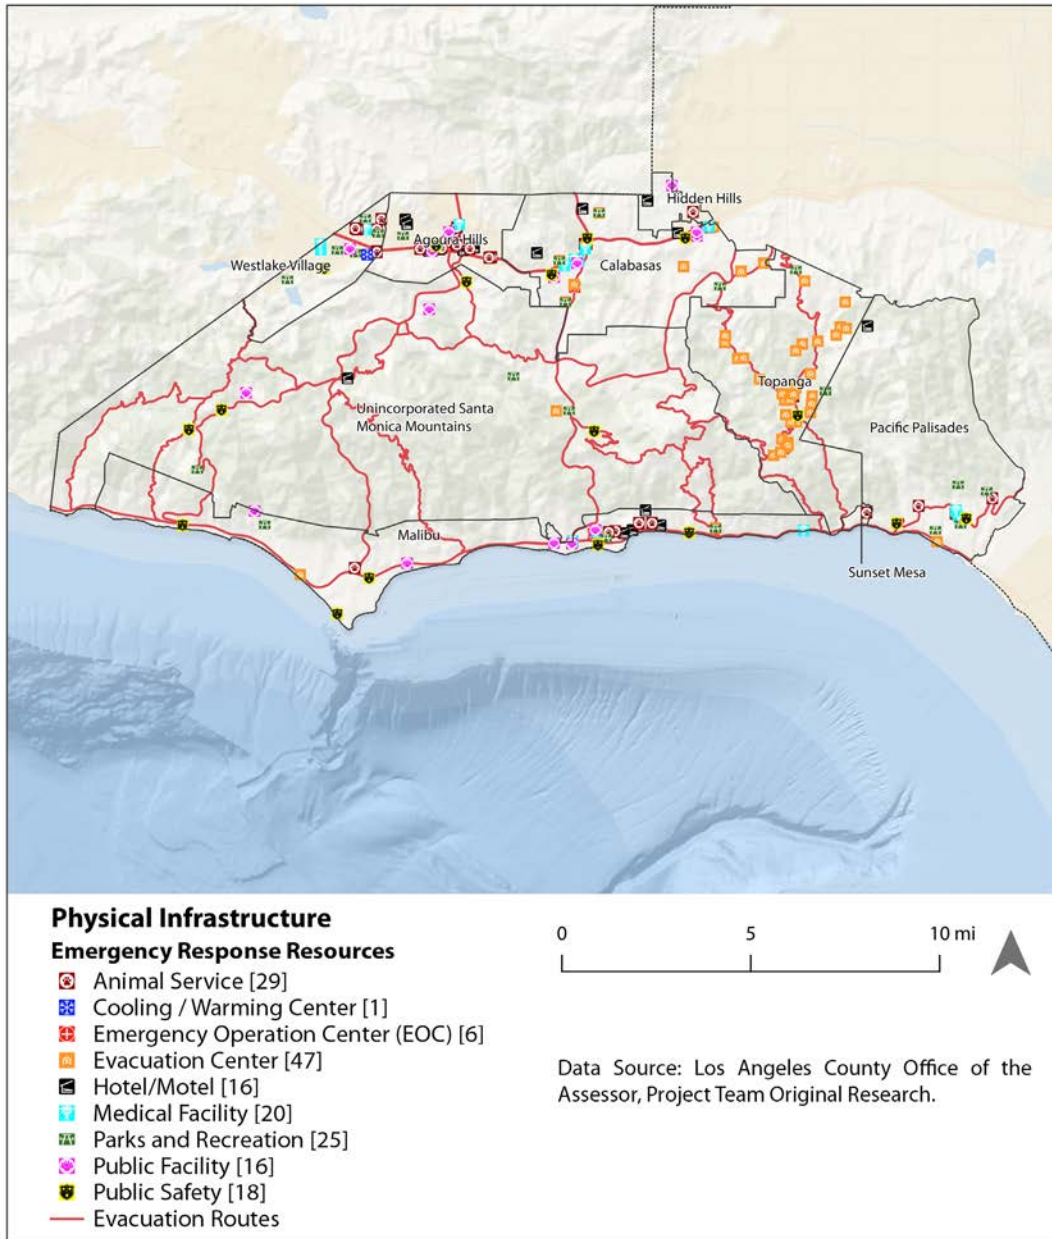 Hidden Hills
Agoura Hills
Westlake Village
Calabasas
Topanga
Unincorporated Santa
Monica Mountains
Pacific Palisades
Malibu
Sunset Mesa
Physical Infrastructure
Emergency Response Resources
Animal Service [29]
Cooling / Warming Center [1]
Emergency Operation Center (EOC) [6]
Evacuation Center [47]
Hotel/Motel [16]
Medical Facility [20]
Parks and Recreation [25]
Public Facility [16]
Public Safety [18]
Evacuation Routes
0 5 10 mi
Data Source: Los Angeles County Office of the
Assessor, Project Team Original Research.